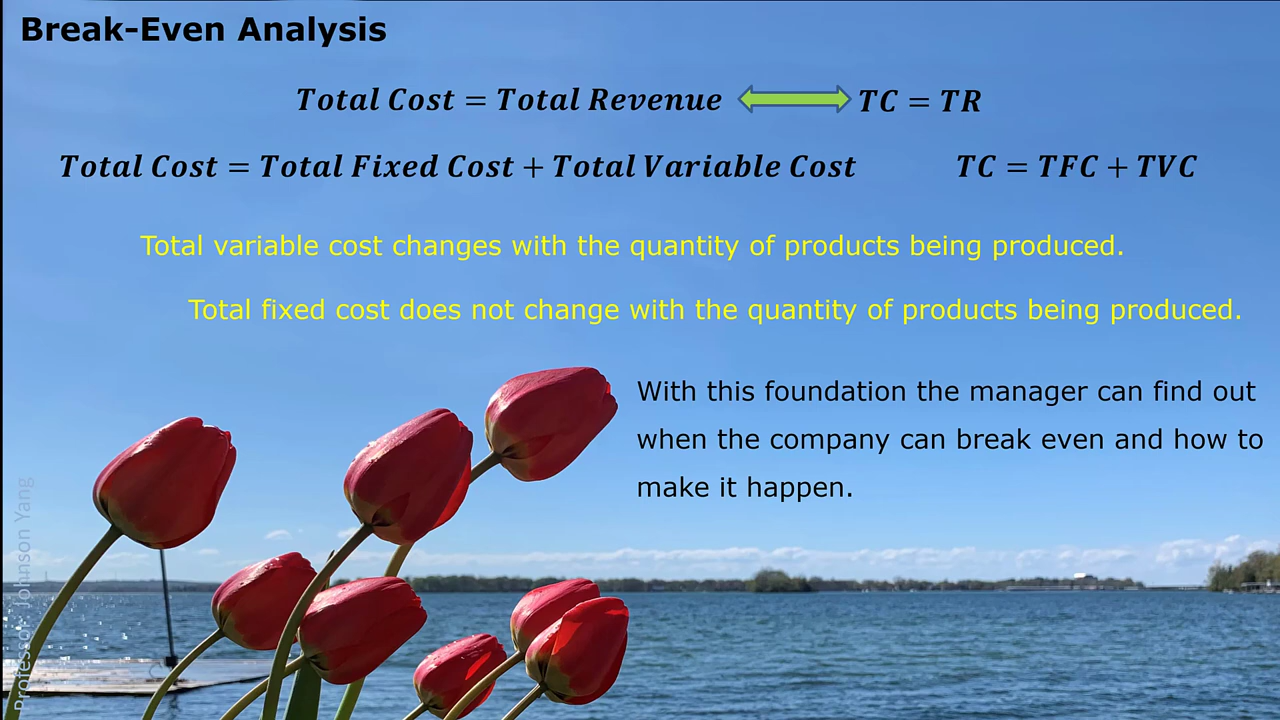 Break-Even Analysis
Total Cost = Total Revenue TC = TR
Total Cost = Total Fixed Cost + Total Variable Cost TC = TFC + TVC
Total variable cost changes with the quantity of products being produced.
Total fixed cost does not change with the quantity of products being produced.
With this foundation the manager can find out
when the company can break even and how to
make it happen.
Professor Johnson Yang